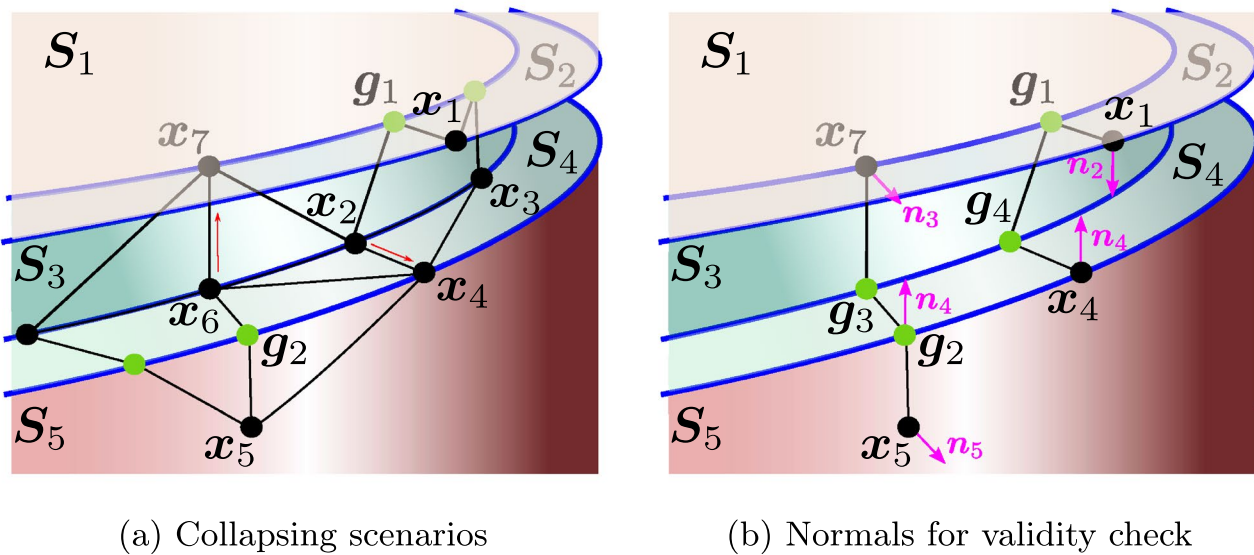 S₁
S₂
g₁
x₁
x₇
S₄
x₂
x₃
S₃
x₄
x₆
g₂
S₅
x₅
(a) Collapsing scenarios
S₁
S₂
g₁
x₁
x₇
n₂
S₄
n₃
g₄
n₄
S₃
n₄
x₄
g₃
g₂
S₅
x₅
n₅
(b) Normals for validity check